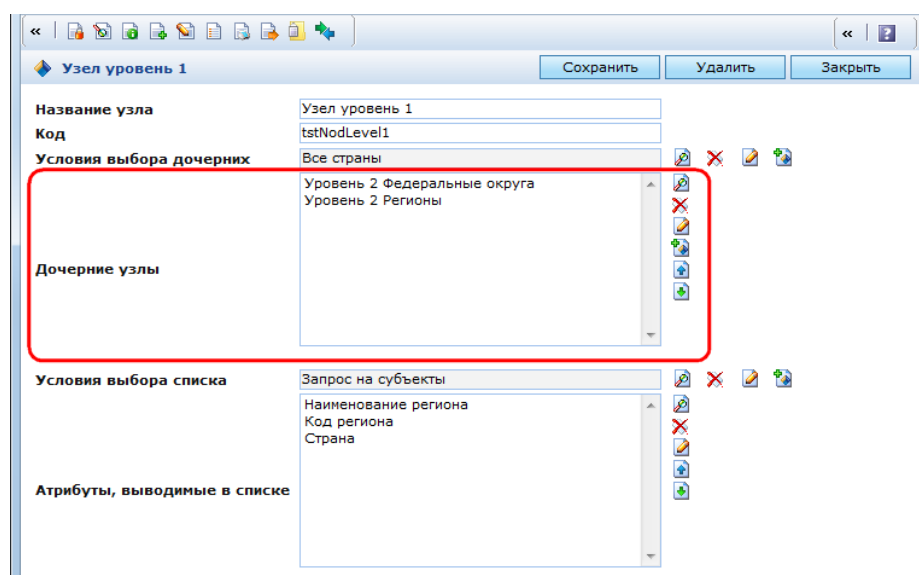 « | « | ?
Узел уровень 1 Сохранить Удалить Закрыть
Название узла Узел уровень 1
Код tstNodLevel1
Условия выбора дочерних Все страны
Уровень 2 Федеральные округа
Уровень 2 Регионы
Дочерние узлы
Условия выбора списка Запрос на субъекты
Наименование региона
Код региона
Страна
Атрибуты, выводимые в списке